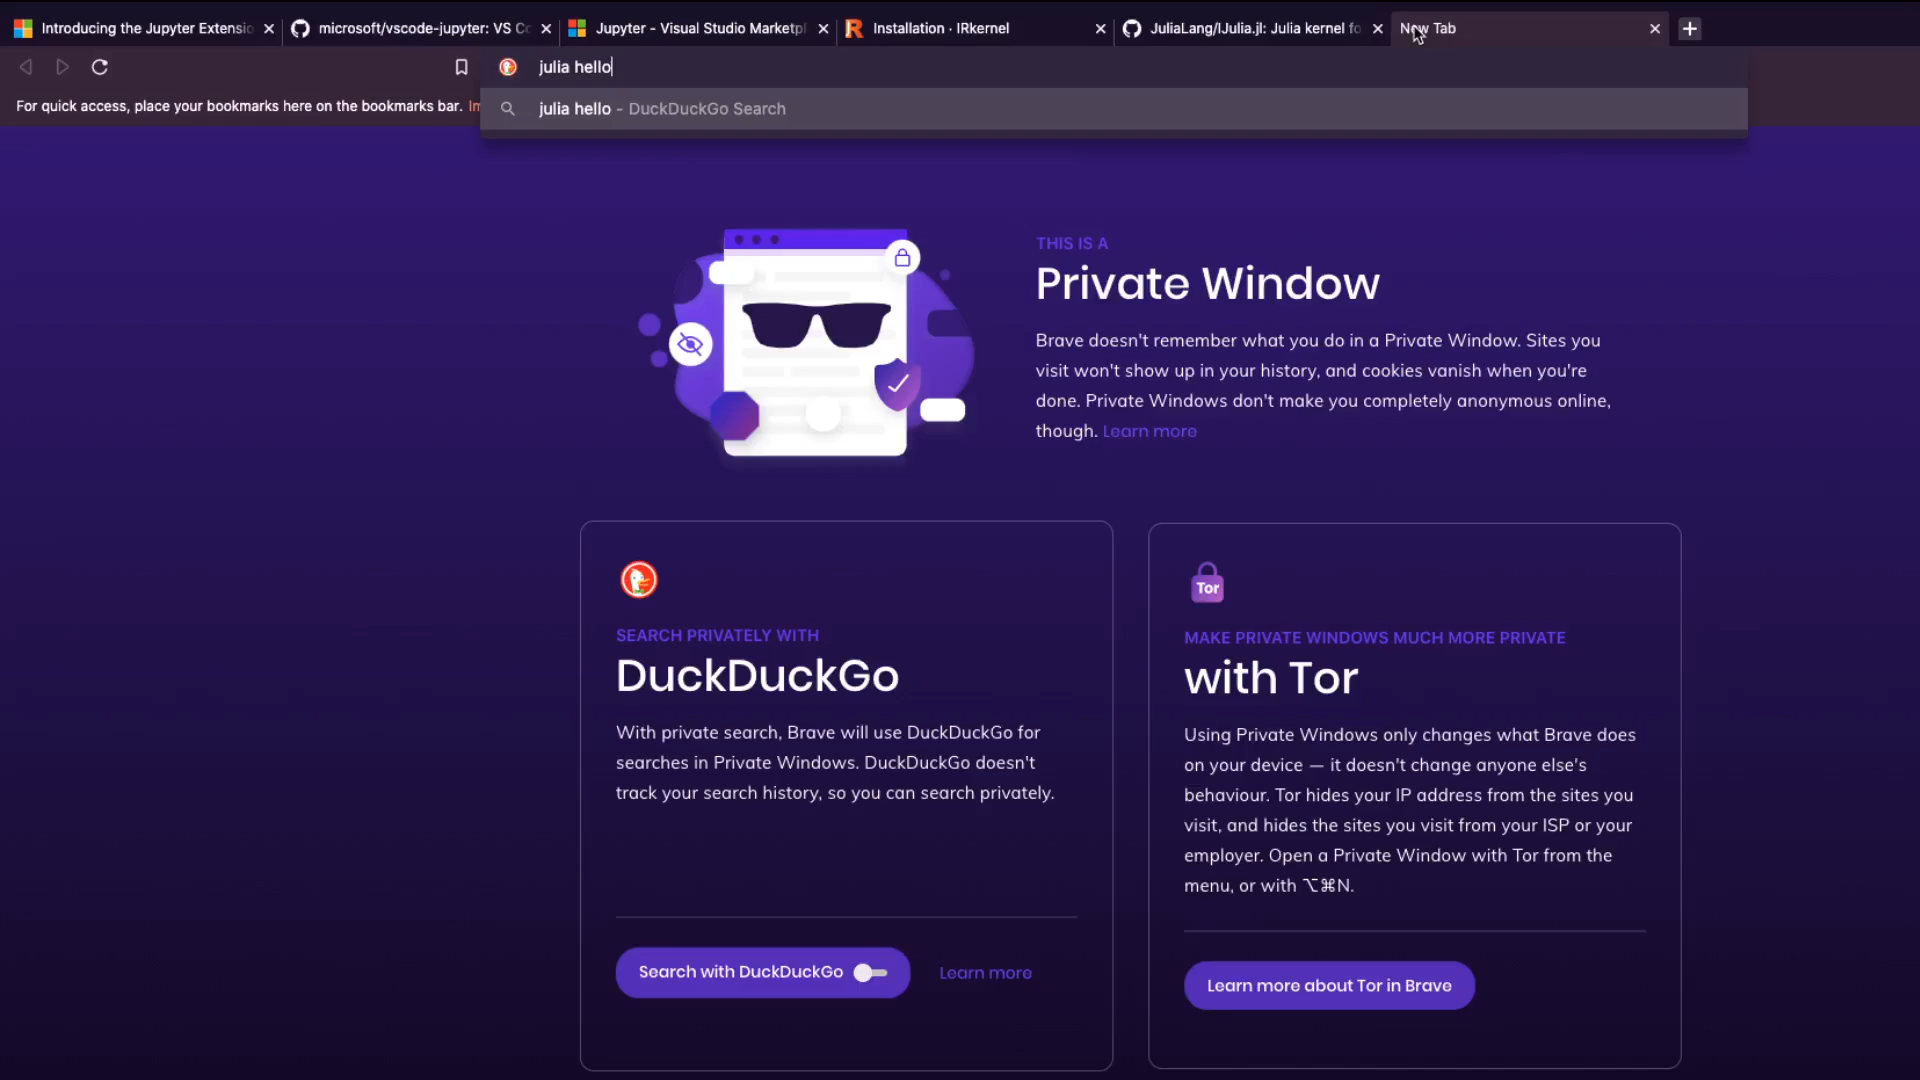 Introducing the Jupyter Extensio
microsoft/vscode-jupyter: VS Co
Jupyter - Visual Studio Marketpl
Installation · IRkernel
JuliaLang/IJulia.jl: Julia kernel fo
New Tab
julia hello
For quick access, place your bookmarks here on the bookmarks bar. Im
julia hello - DuckDuckGo Search
THIS IS A
Private Window
Brave doesn't remember what you do in a Private Window. Sites you
visit won't show up in your history, and cookies vanish when you're
done. Private Windows don't make you completely anonymous online,
though. Learn more
SEARCH PRIVATELY WITH
DuckDuckGo
With private search, Brave will use DuckDuckGo for
searches in Private Windows. DuckDuckGo doesn't
track your search history, so you can search privately.
Search with DuckDuckGo
Learn more
Tor
MAKE PRIVATE WINDOWS MUCH MORE PRIVATE
with Tor
Using Private Windows only changes what Brave does
on your device — it doesn't change anyone else's
behaviour. Tor hides your IP address from the sites you
visit, and hides the sites you visit from your ISP or your
employer. Open a Private Window with Tor from the
menu, or with ⌥⌘N.
Learn more about Tor in Brave